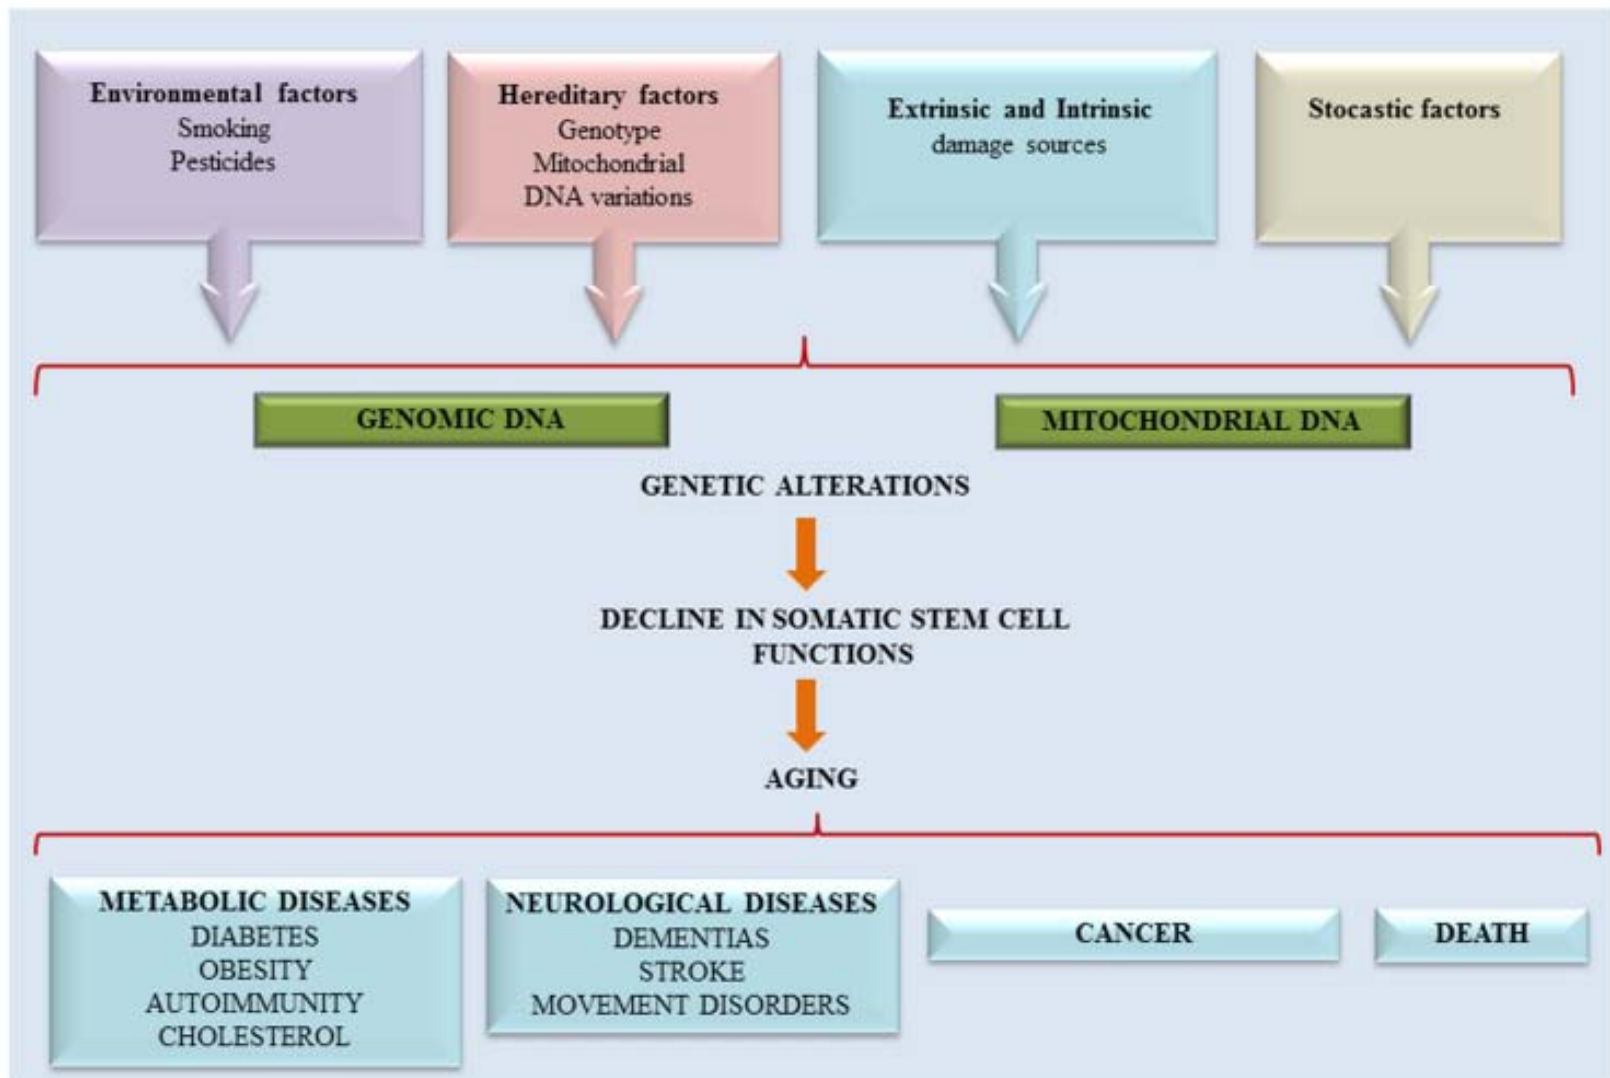 Environmental factors
Smoking
Pesticides
Hereditary factors
Genotype
Mitochondrial
DNA variations
Extrinsic and Intrinsic
damage sources
Stocastic factors
GENOMIC DNA
MITOCHONDRIAL DNA
GENETIC ALTERATIONS
DECLINE IN SOMATIC STEM CELL
FUNCTIONS
AGING
METABOLIC DISEASES
DIABETES
OBESITY
AUTOIMMUNITY
CHOLESTEROL
NEUROLOGICAL DISEASES
DEMENTIAS
STROKE
MOVEMENT DISORDERS
CANCER
DEATH